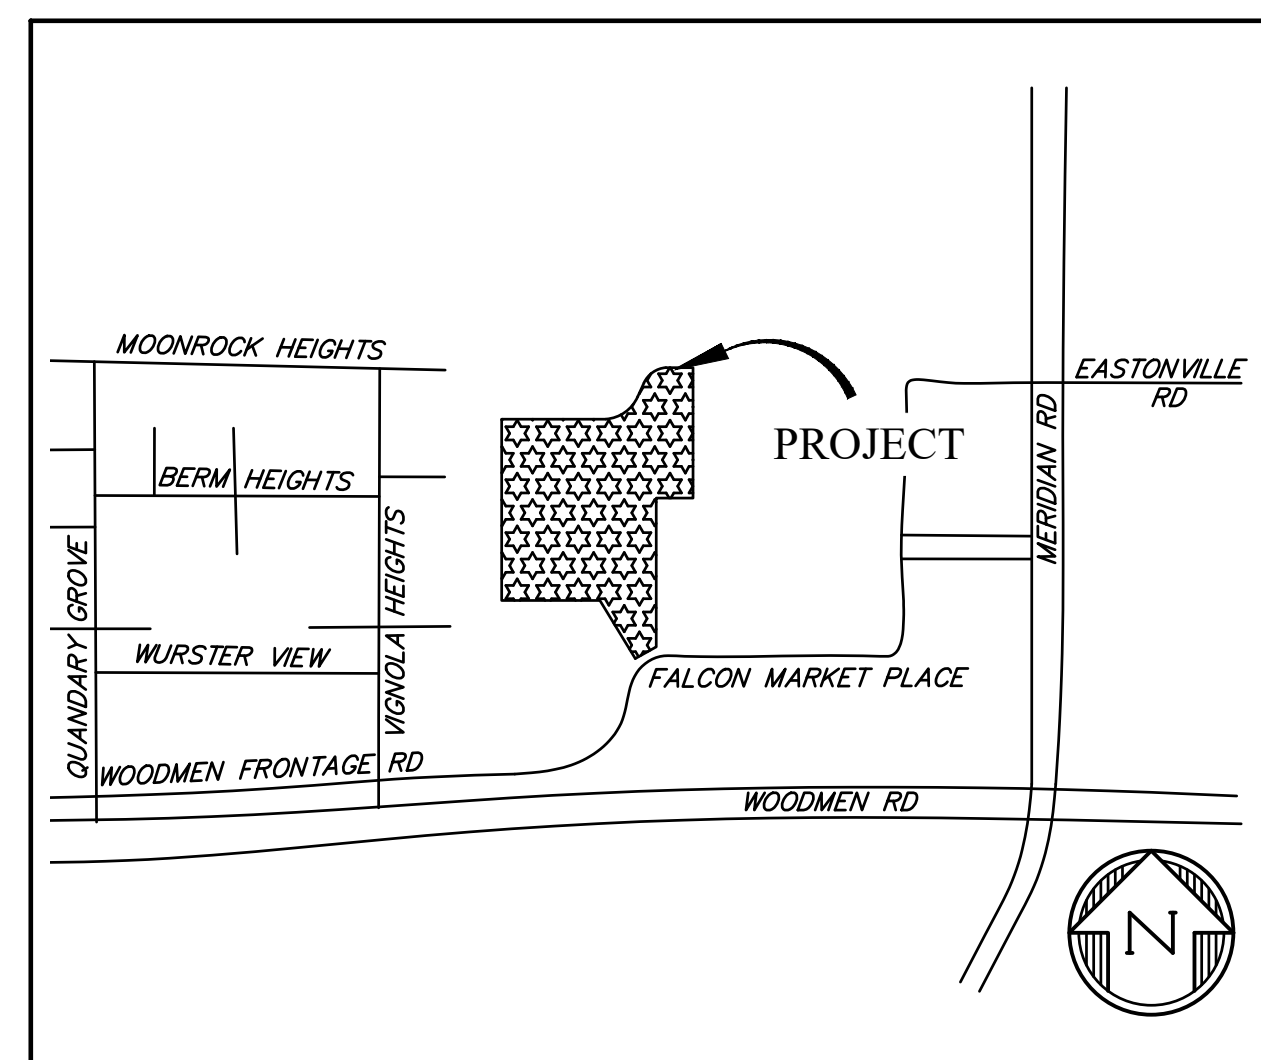 MOONROCK HEIGHTS
EASTONVILLE
RD
PROJECT
BERM HEIGHTS
MERIDIAN RD
QUANDARY GROVE
VIGNOLA HEIGHTS
WURSTER VIEW
FALCON MARKET PLACE
WOODMEN FRONTAGE RD
WOODMEN RD
N